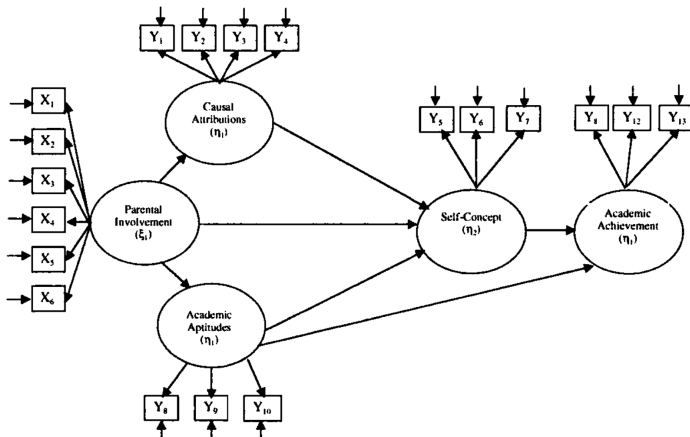 Y1 Y2 Y3 Y4
X1
X2
X3
X4
X5
X6
Causal
Attributions
(η1)
Parental
Involvement
(ξ1)
Academic
Aptitudes
(η1)
Y8 Y9 Y10
Y5 Y6 Y7
Self-Concept
(η2)
Y8 Y12 Y13
Academic
Achievement
(η1)